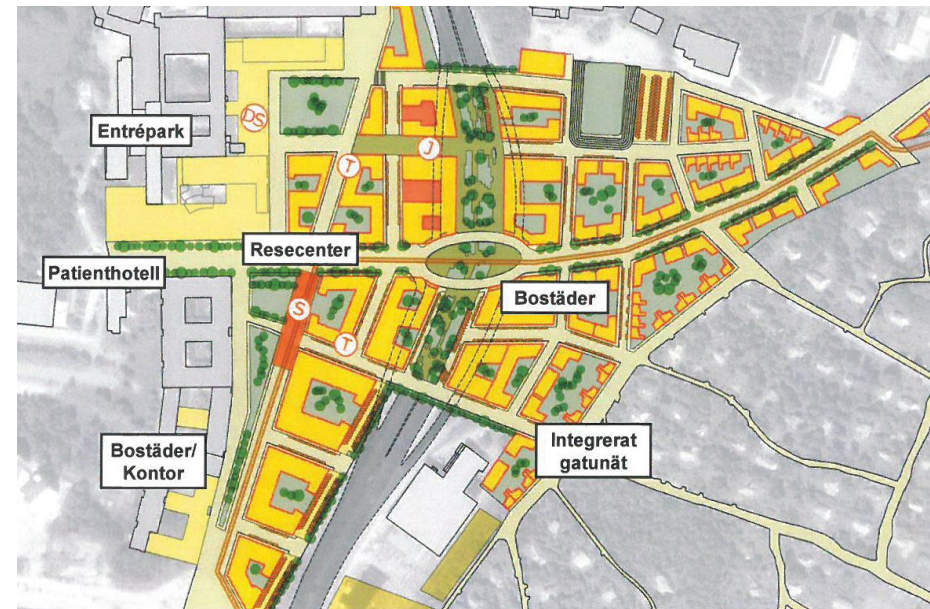 DS
Entrépark
J
T
Resecenter
Patienthotell
Bostäder
S
T
Bostäder/
Kontor
Integrerat
gatunät